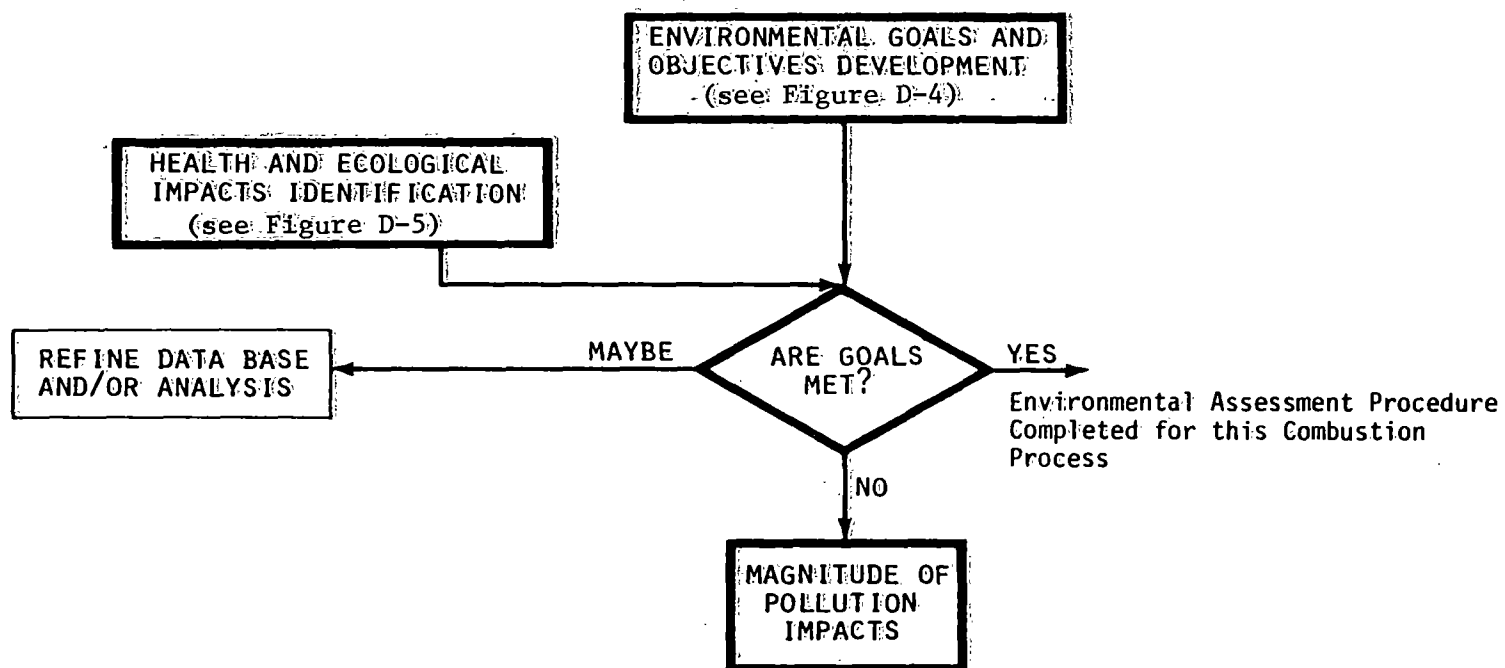 ENVIRONMENTAL GOALS AND
OBJECTIVES DEVELOPMENT
(see Figure D-4)
HEALTH AND ECOLOGICAL
IMPACTS IDENTIFICATION
(see Figure D-5)
REFINE DATA BASE
AND/OR ANALYSIS
MAYBE
ARE GOALS
MET?
YES
Environmental Assessment Procedure
Completed for this Combustion
Process
NO
MAGNITUDE OF
POLLUTION
IMPACTS